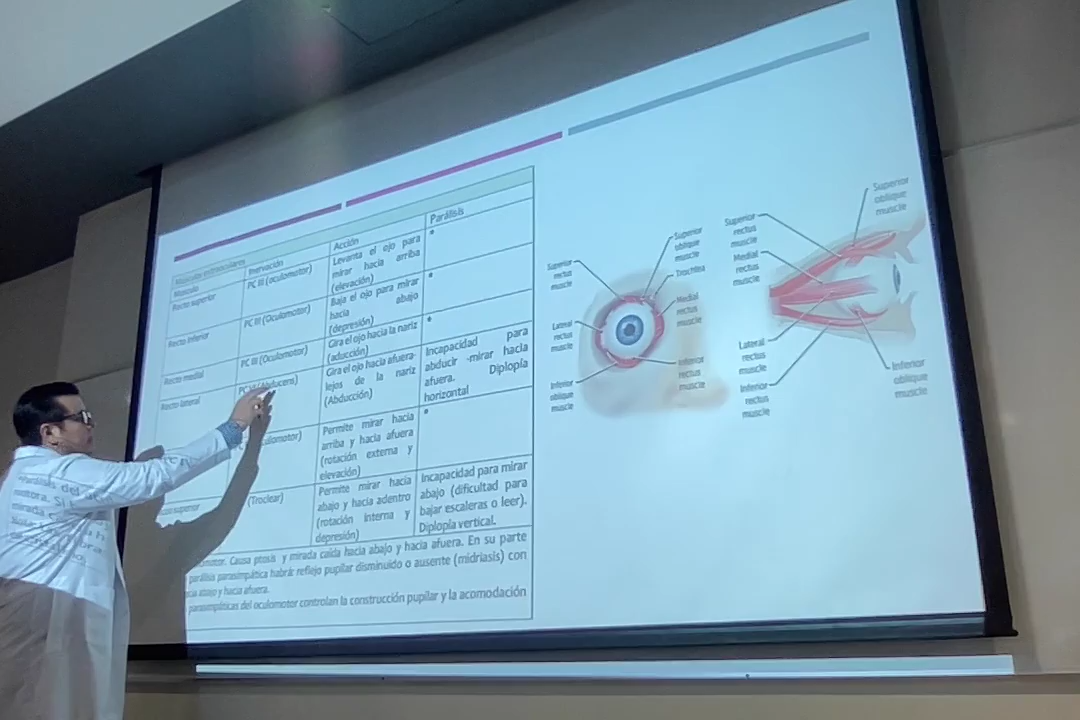 Músculos extraoculares
Músculo
Inervación
Acción
Parálisis
Recto superior
PC III (oculomotor)
Levanta el ojo para
mirar hacia arriba
(elevación)
*
Recto inferior
PC III (Oculomotor)
Baja el ojo para mirar
hacia abajo
(depresión)
*
Recto medial
PC III (Oculomotor)
Gira el ojo hacia la nariz
(aducción)
*
Recto lateral
(Abducens)
Gira el ojo hacia afuera-
lejos de la nariz
(Abducción)
Incapacidad para
abducir -mirar hacia
afuera. Diplopía
horizontal
Permite mirar hacia
arriba y hacia afuera
(rotación externa y
elevación)
*
superior
(Troclear)
Permite mirar hacia
abajo y hacia adentro
(rotación interna y
depresión)
Incapacidad para mirar
abajo (dificultad para
bajar escaleras o leer).
Diplopía vertical.
Causa ptosis y mirada caída hacia abajo y hacia afuera. En su parte
parálisis parasimpática habrá: reflejo pupilar disminuido o ausente (midriasis) con
abajo y hacia afuera.
parasimpáticas del oculomotor controlan la construcción pupilar y la acomodación
Superior
rectus
muscle
Superior
oblique
muscle
Trochlea
Medial
rectus
muscle
Lateral
rectus
muscle
Inferior
rectus
muscle
Inferior
oblique
muscle
Superior
rectus
muscle
Superior
oblique
muscle
Medial
rectus
muscle
Lateral
rectus
muscle
Inferior
rectus
muscle
Inferior
oblique
muscle